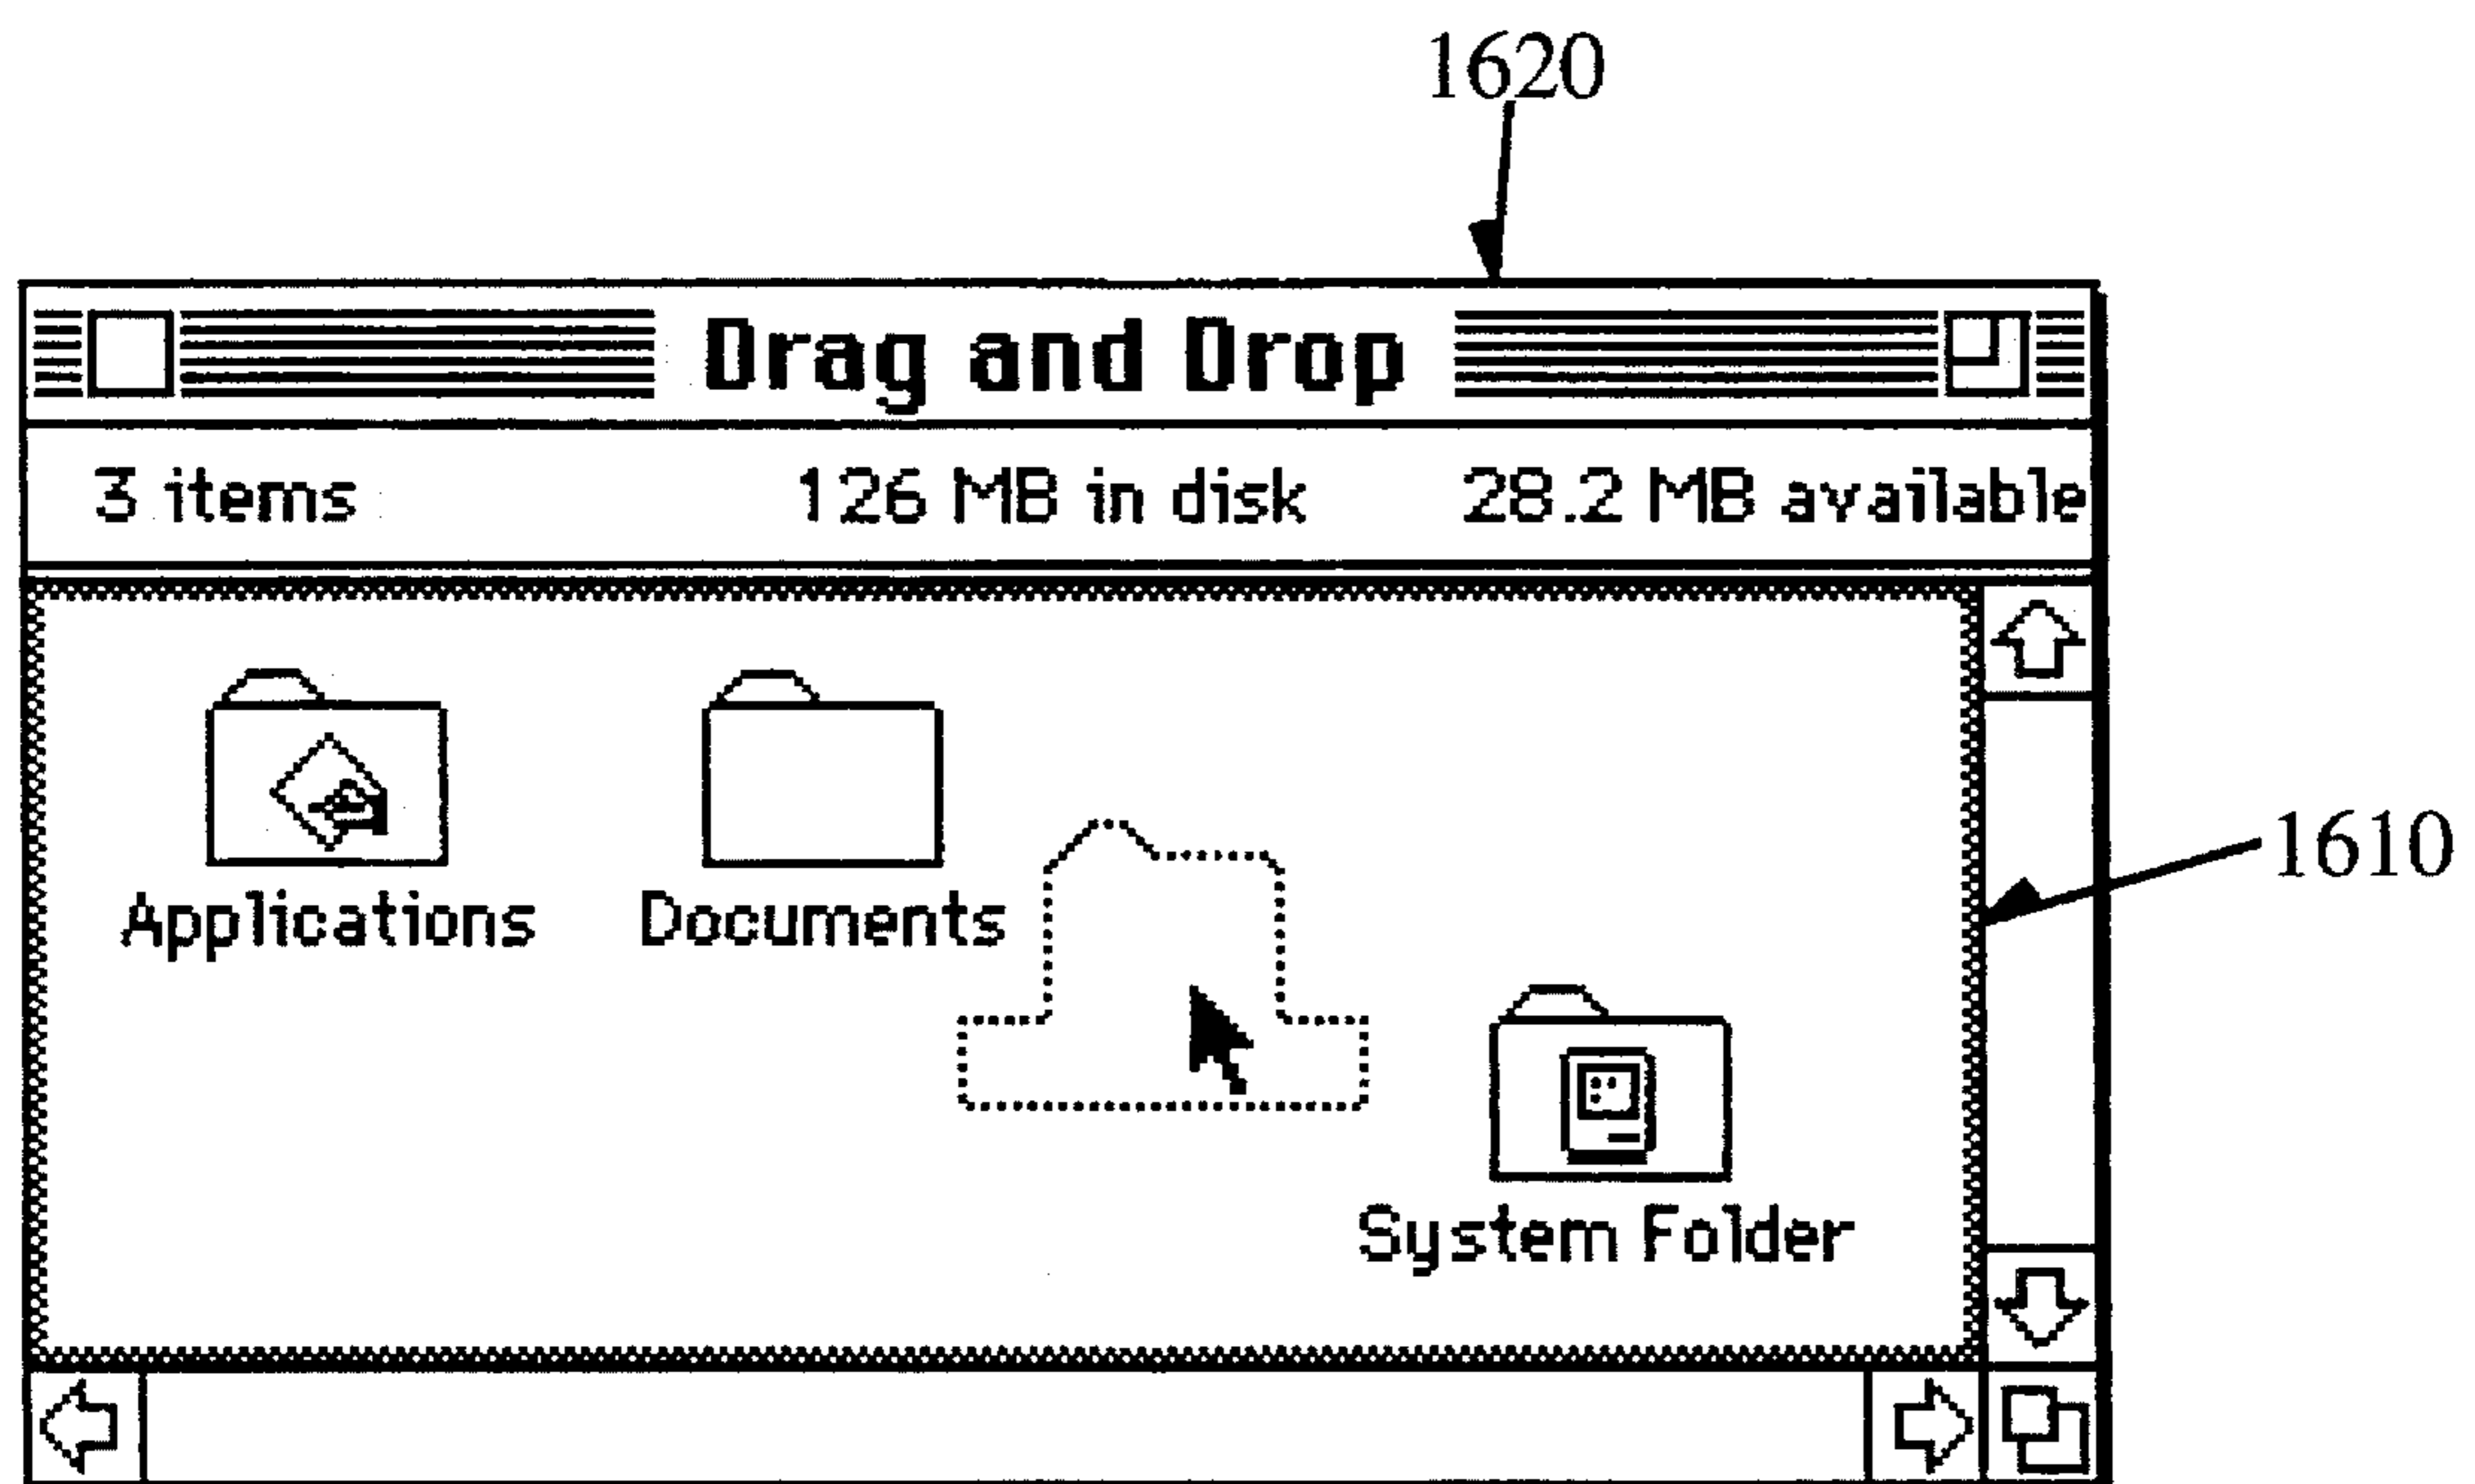 1620
Drag and Drop
3 items 126 MB in disk 28.2 MB available
1610
Applications Documents
System Folder